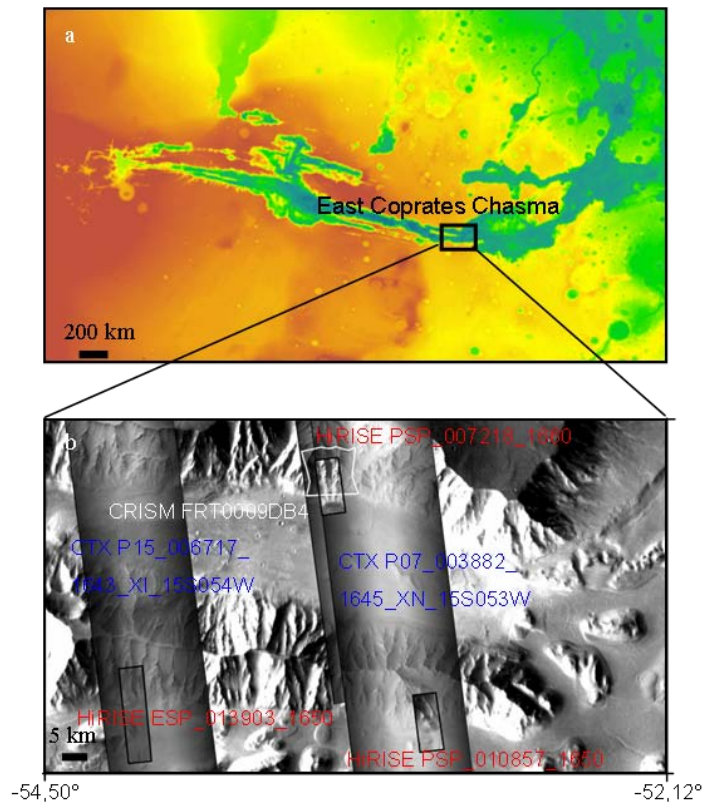 a
East Coprates Chasma
200 km
b
HiRISE PSP_007218_1660
CRISM FRT0009DB4
CTX P15_006717_
1643_XI_15S054W
CTX P07_003882_
1645_XN_15S053W
HiRISE ESP_013903_1650
5 km
HiRISE PSP_010857_1650
-54,50°
-52,12°